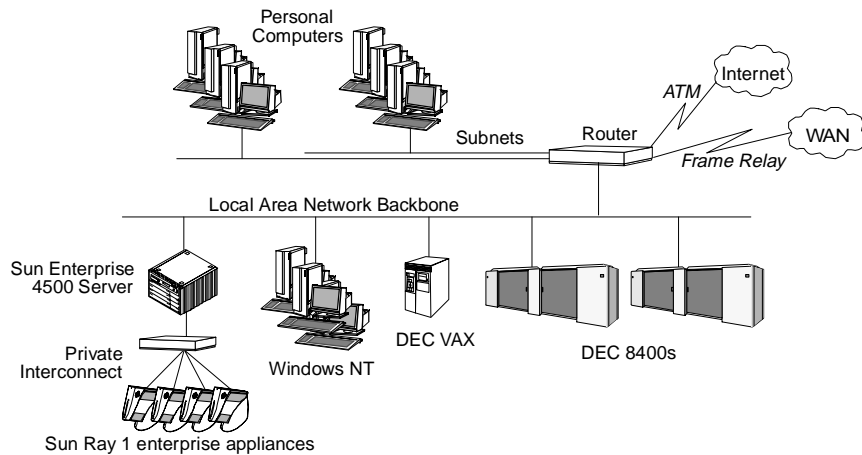 Personal
Computers
Internet
ATM
Subnets
Router
WAN
Frame Relay
Local Area Network Backbone
Sun Enterprise
4500 Server
DEC VAX
DEC 8400s
Private
Interconnect
Windows NT
Sun Ray 1 enterprise appliances